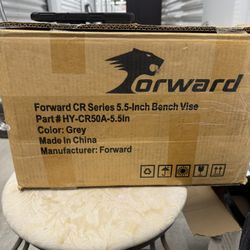 Forward
Forward CR Series 5.5-Inch Bench Vise
Part# HY-CR50A-5.5In
Color: Grey
Made In China
Manufacturer: Forward